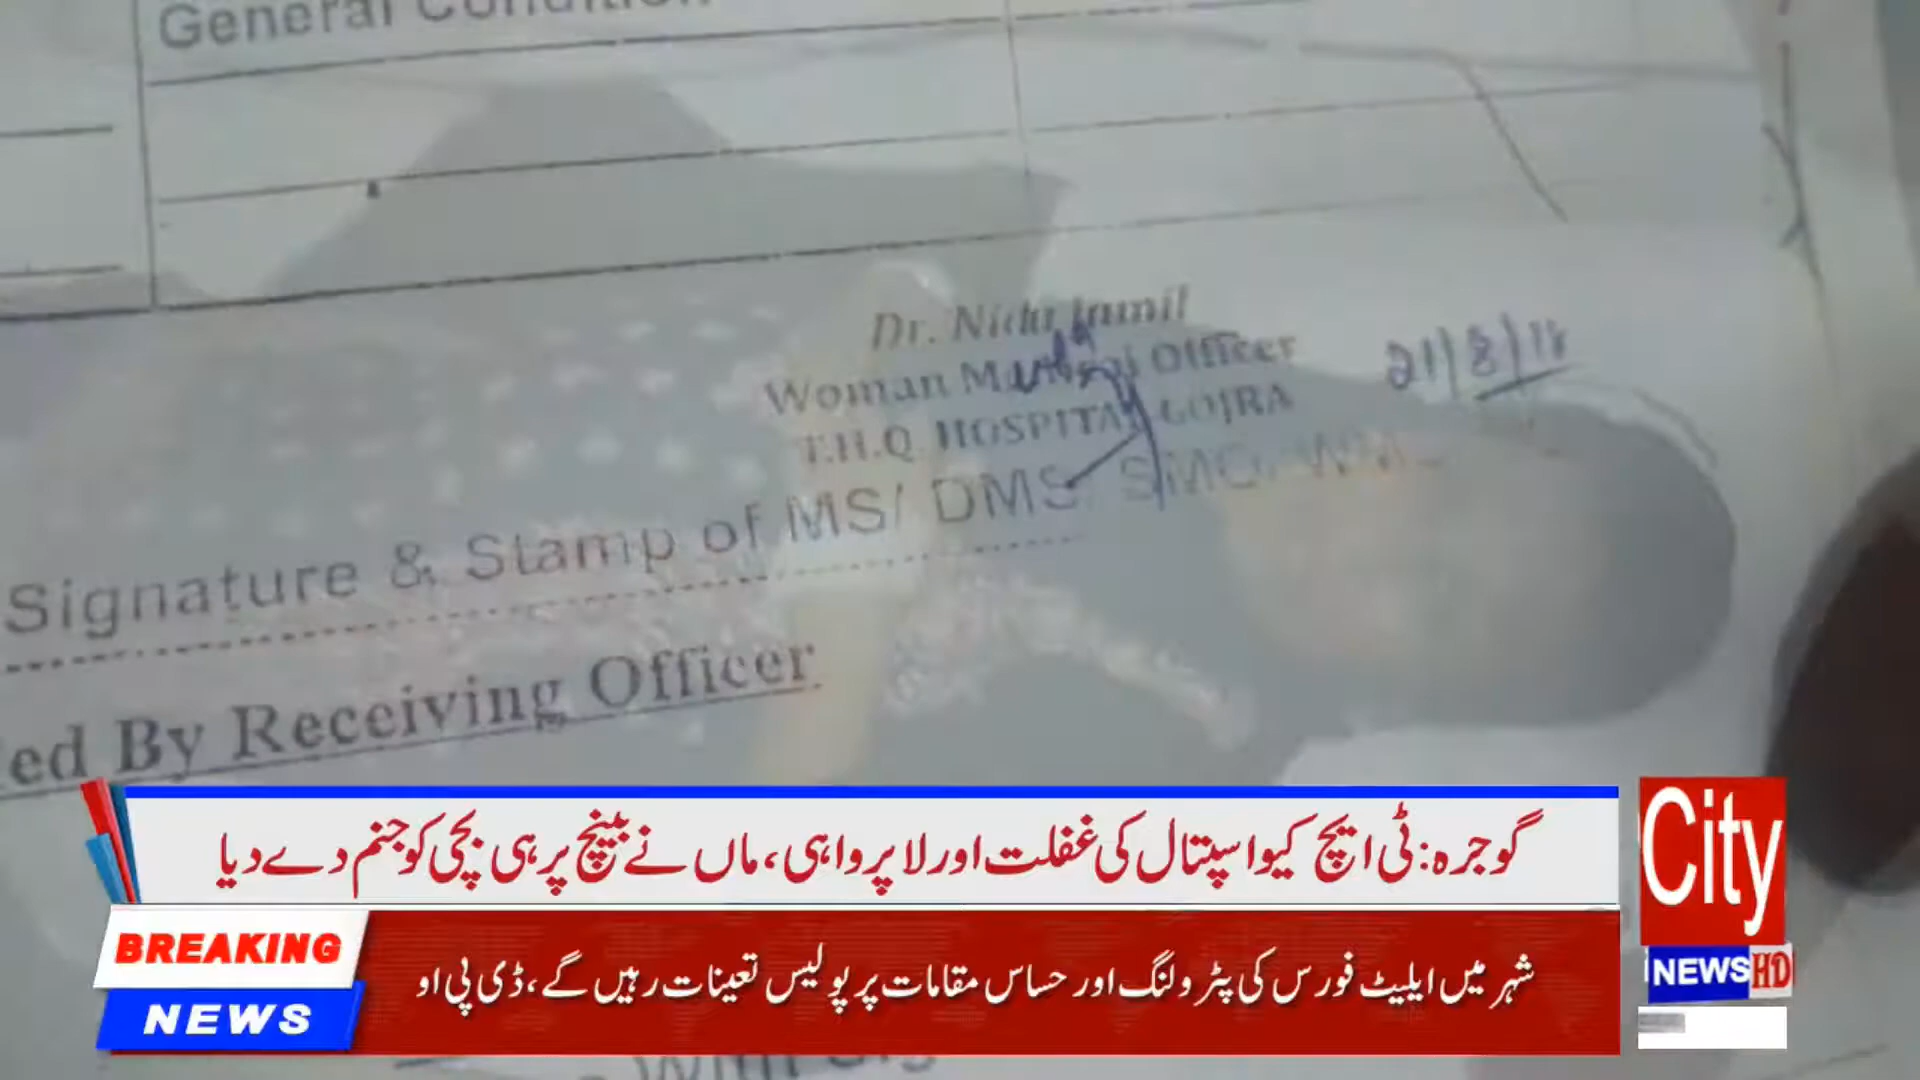 General Condition
Dr. Nida Jamil
Woman Medical Officer
T.H.Q. HOSPITAL GOJRA
21/8/18
Signature & Stamp of MS/ DMS/ SMO/ WMO
ed By Receiving Officer
گوجرہ: ٹی ایچ کیو اسپتال کی غفلت اور لاپرواہی، ماں نے بینچ پر ہی بچی کو جنم دے دیا
BREAKING
NEWS
شہر میں ایلیٹ فورس کی پٹرولنگ اور حساس مقامات پر پولیس تعینات رہیں گے، ڈی پی او
City
NEWS HD